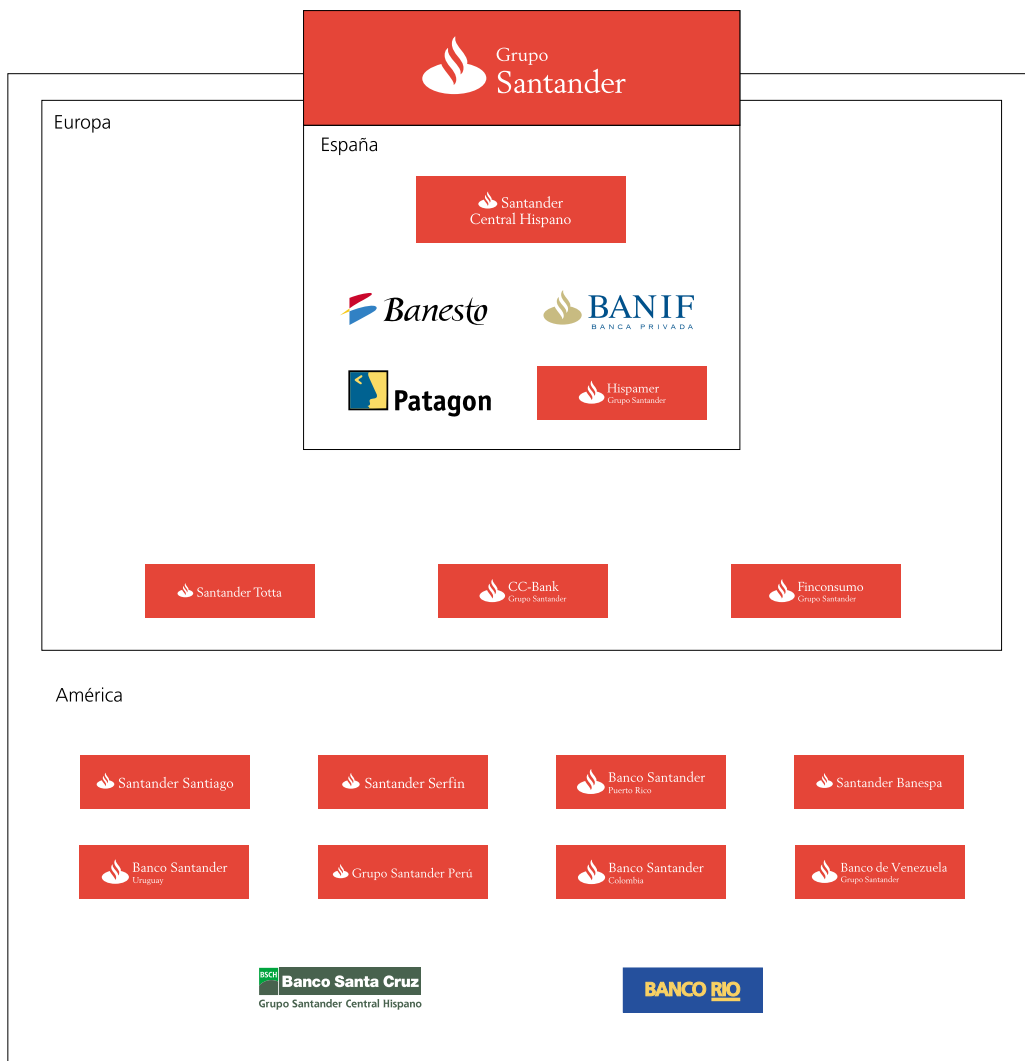 Grupo
Santander
Europa
España
Santander
Central Hispano
Banesto
BANIF
BANCA PRIVADA
Patagon
Hispamer
Grupo Santander
Santander Totta
CC-Bank
Grupo Santander
Finconsumo
Grupo Santander
América
Santander Santiago
Santander Serfin
Banco Santander
Puerto Rico
Santander Banespa
Banco Santander
Uruguay
Grupo Santander Perú
Banco Santander
Colombia
Banco de Venezuela
Grupo Santander
BSCH Banco Santa Cruz
Grupo Santander Central Hispano
BANCO RIO